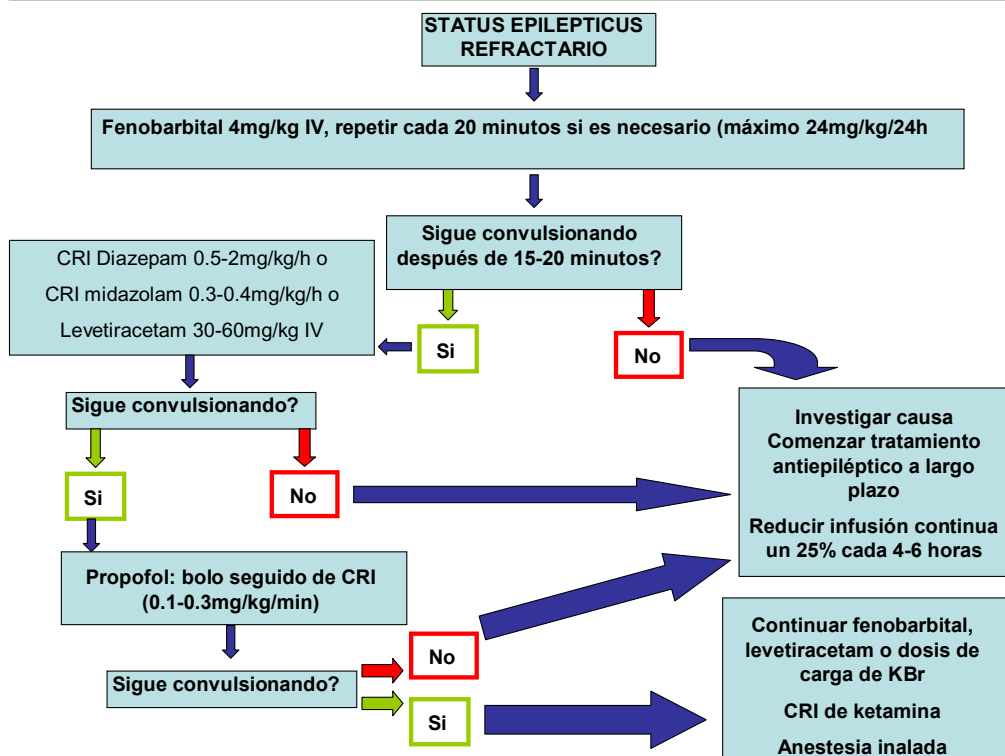 STATUS EPILEPTICUS
REFRACTARIO
Fenobarbital 4mg/kg IV, repetir cada 20 minutos si es necesario (máximo 24mg/kg/24h
Sigue convulsionando
después de 15-20 minutos?
CRI Diazepam 0.5-2mg/kg/h o
CRI midazolam 0.3-0.4mg/kg/h o
Levetiracetam 30-60mg/kg IV
Si
No
Sigue convulsionando?
Si
No
Investigar causa
Comenzar tratamiento
antiepiléptico a largo
plazo
Reducir infusión continua
un 25% cada 4-6 horas
Propofol: bolo seguido de CRI
(0.1-0.3mg/kg/min)
Sigue convulsionando?
No
Si
Continuar fenobarbital,
levetiracetam o dosis de
carga de KBr
CRI de ketamina
Anestesia inalada